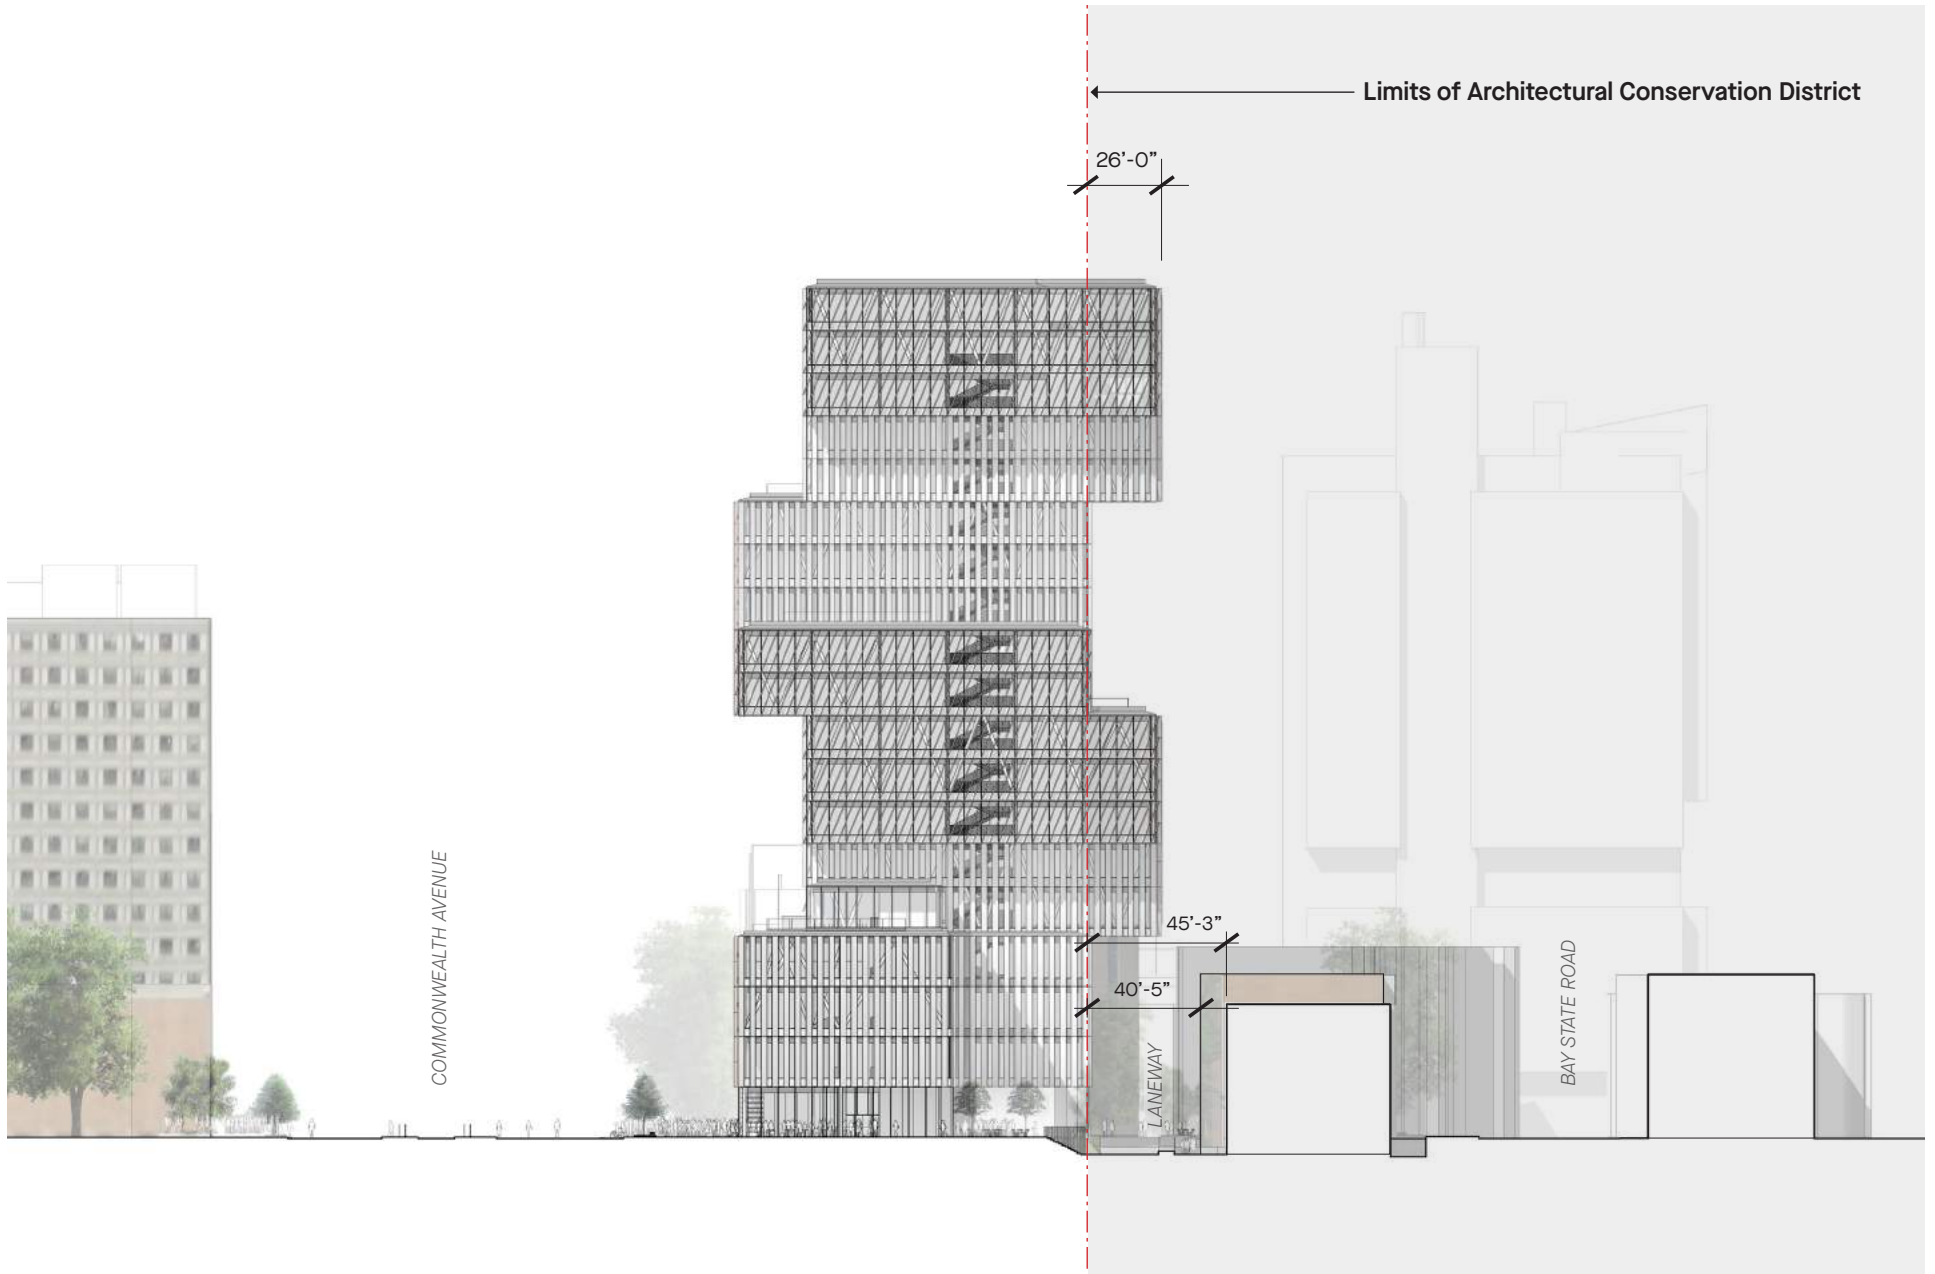 Limits of Architectural Conservation District
26’-0”
COMMONWEALTH AVENUE
45’-3”
40’-5”
LANEWAY
BAY STATE ROAD